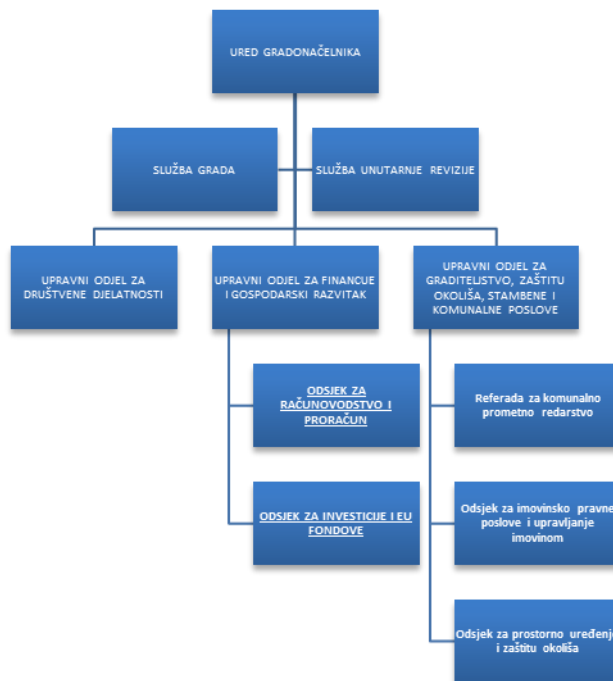 URED GRADONAČELNIKA
SLUŽBA GRADA
SLUŽBA UNUTARNJE REVIZIJE
UPRAVNI ODJEL ZA
DRUŠTVENE DJELATNOSTI
UPRAVNI ODJEL ZA FINANCIJE
I GOSPODARSKI RAZVITAK
UPRAVNI ODJEL ZA
GRADITELJSTVO, ZAŠTITU
OKOLIŠA, STAMBENE I
KOMUNALNE POSLOVE
ODSJEK ZA
RAČUNOVODSTVO I
PRORAČUN
ODSJEK ZA INVESTICIJE I EU
FONDOVE
Referada za komunalno
prometno redarstvo
Odsjek za imovinsko pravne
poslove i upravljanje
imovinom
Odsjek za prostorno uređenje
i zaštitu okoliša